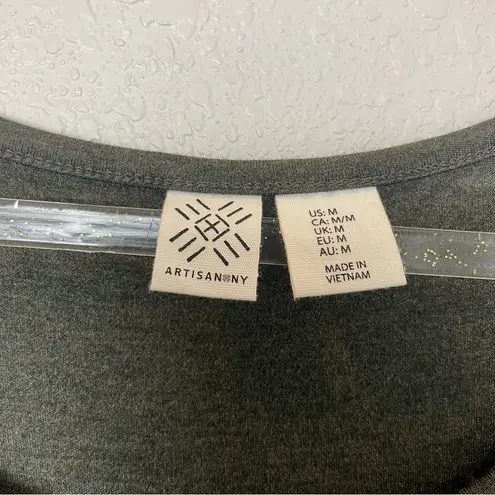 ARTISAN NY
US: M
CA: M/M
UK: M
EU: M
AU: M
MADE IN
VIETNAM